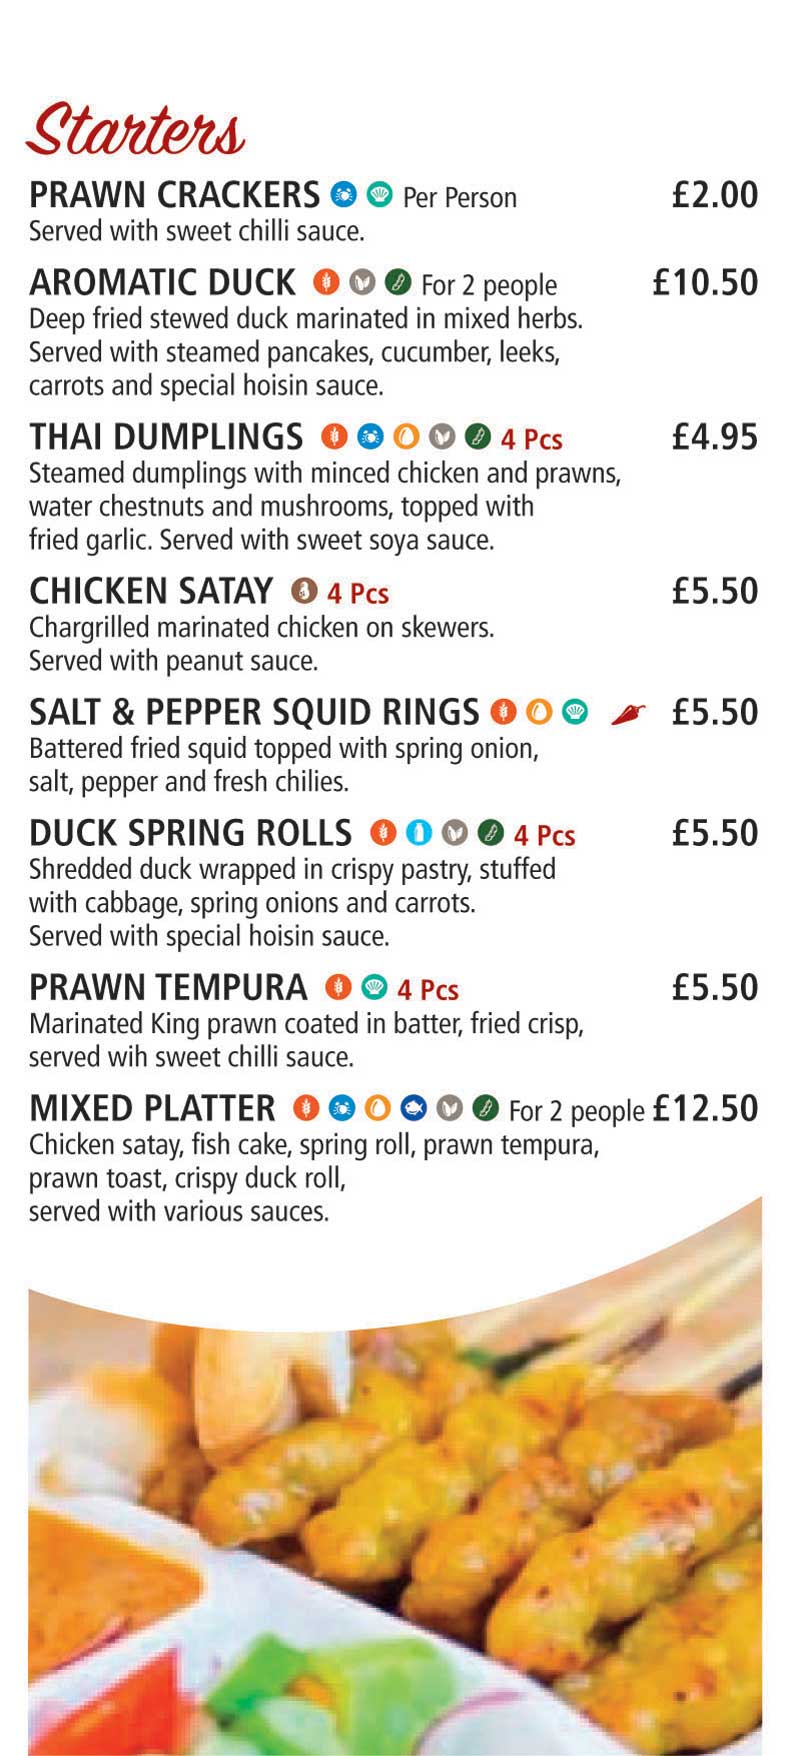 Starters
PRAWN CRACKERS Per Person £2.00
Served with sweet chilli sauce.
AROMATIC DUCK For 2 people £10.50
Deep fried stewed duck marinated in mixed herbs.
Served with steamed pancakes, cucumber, leeks,
carrots and special hoisin sauce.
THAI DUMPLINGS 4 Pcs £4.95
Steamed dumplings with minced chicken and prawns,
water chestnuts and mushrooms, topped with
fried garlic. Served with sweet soya sauce.
CHICKEN SATAY 4 Pcs £5.50
Chargrilled marinated chicken on skewers.
Served with peanut sauce.
SALT & PEPPER SQUID RINGS £5.50
Battered fried squid topped with spring onion,
salt, pepper and fresh chilies.
DUCK SPRING ROLLS 4 Pcs £5.50
Shredded duck wrapped in crispy pastry, stuffed
with cabbage, spring onions and carrots.
Served with special hoisin sauce.
PRAWN TEMPURA 4 Pcs £5.50
Marinated King prawn coated in batter, fried crisp,
served wih sweet chilli sauce.
MIXED PLATTER For 2 people £12.50
Chicken satay, fish cake, spring roll, prawn tempura,
prawn toast, crispy duck roll,
served with various sauces.